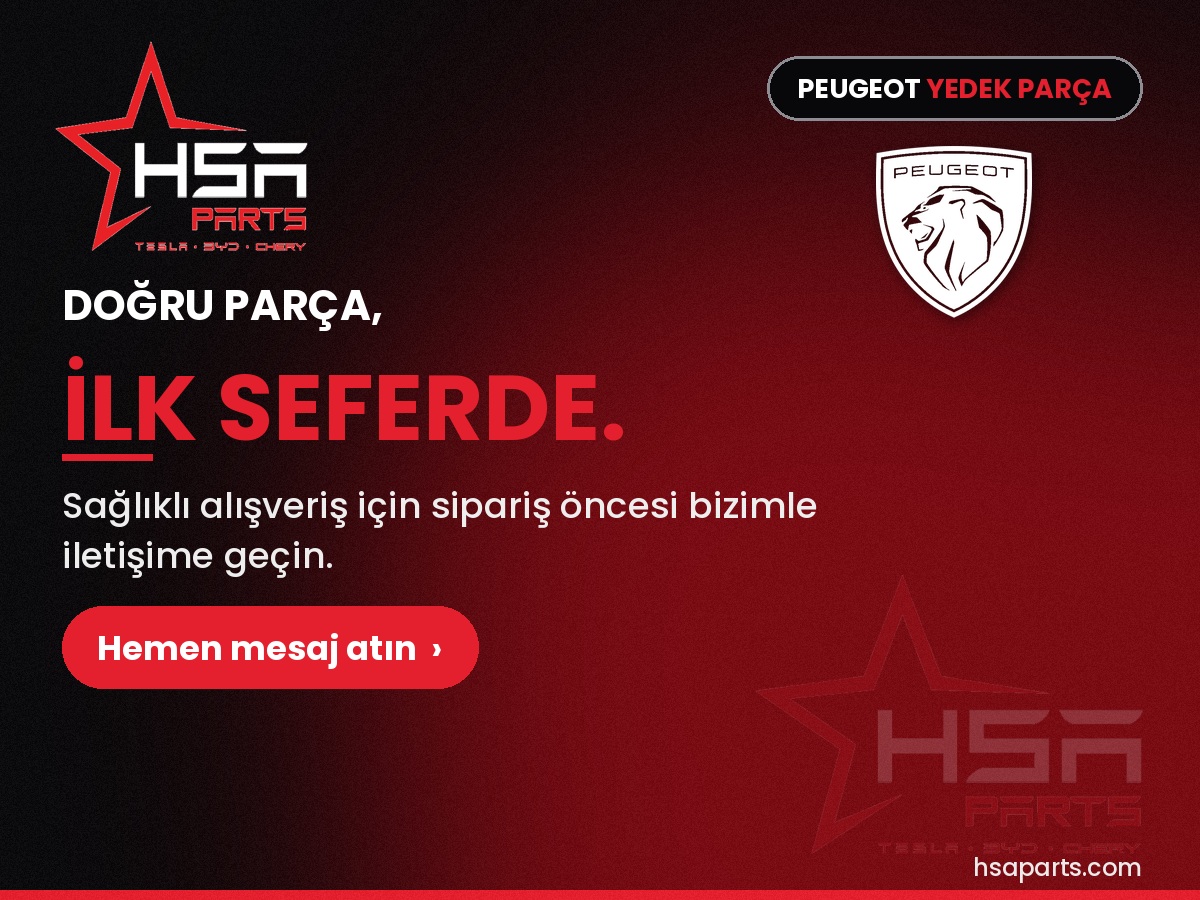 HSA
PARTS
TESLA • BYD • CHERY
PEUGEOT YEDEK PARÇA
PEUGEOT
DOĞRU PARÇA,
İLK SEFERDE.
Sağlıklı alışveriş için sipariş öncesi bizimle
iletişime geçin.
Hemen mesaj atın ›
HSA
PARTS
TESLA • BYD • CHERY
hsaparts.com